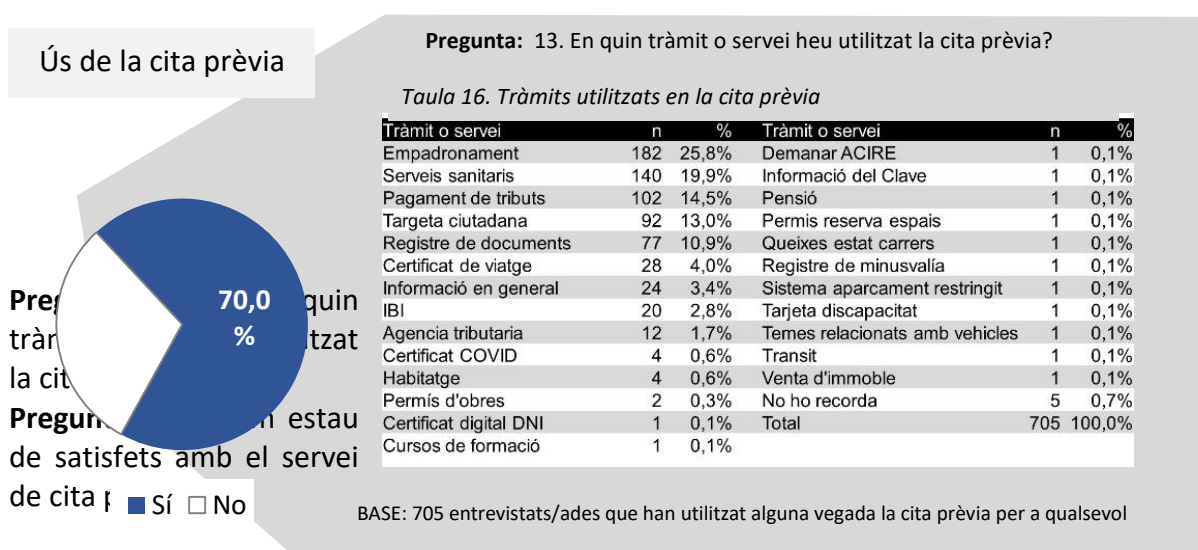 Ús de la cita prèvia
Pregunta: 13. En quin tràmit o servei heu utilitzat la cita prèvia?
Taula 16. Tràmits utilitzats en la cita prèvia
Tràmit o servei n % Tràmit o servei n %
Empadronament 182 25,8% Demanar ACIRE 1 0,1%
Serveis sanitaris 140 19,9% Informació del Clave 1 0,1%
Pagament de tributs 102 14,5% Pensió 1 0,1%
Targeta ciutadana 92 13,0% Permis reserva espais 1 0,1%
Registre de documents 77 10,9% Queixes estat carrers 1 0,1%
Certificat de viatge 28 4,0% Registre de minusvalía 1 0,1%
Informació en general 24 3,4% Sistema aparcament restringit 1 0,1%
IBI 20 2,8% Tarjeta discapacitat 1 0,1%
Agencia tributaria 12 1,7% Temes relacionats amb vehicles 1 0,1%
Certificat COVID 4 0,6% Transit 1 0,1%
Habitatge 4 0,6% Venta d'immoble 1 0,1%
Permís d'obres 2 0,3% No ho recorda 5 0,7%
Certificat digital DNI 1 0,1% Total 705 100,0%
Cursos de formació 1 0,1%
70,0
%
quin
la
estau
de satisfets amb el servei
de cita
Sí No
BASE: 705 entrevistats/ades que han utilitzat alguna vegada la cita prèvia per a qualsevol